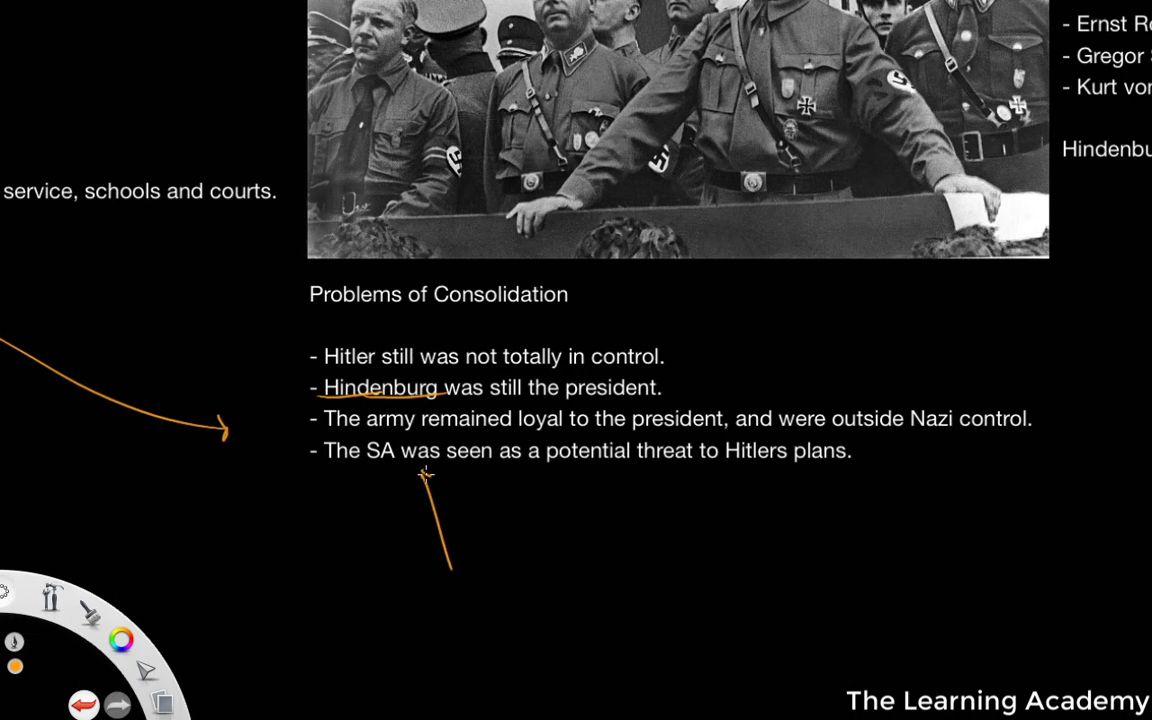 service, schools and courts.
Problems of Consolidation
- Hitler still was not totally in control.
- Hindenburg was still the president.
- The army remained loyal to the president, and were outside Nazi control.
- The SA was seen as a potential threat to Hitlers plans.
- Ernst
- Gregor
- Kurt
The Learning Academy